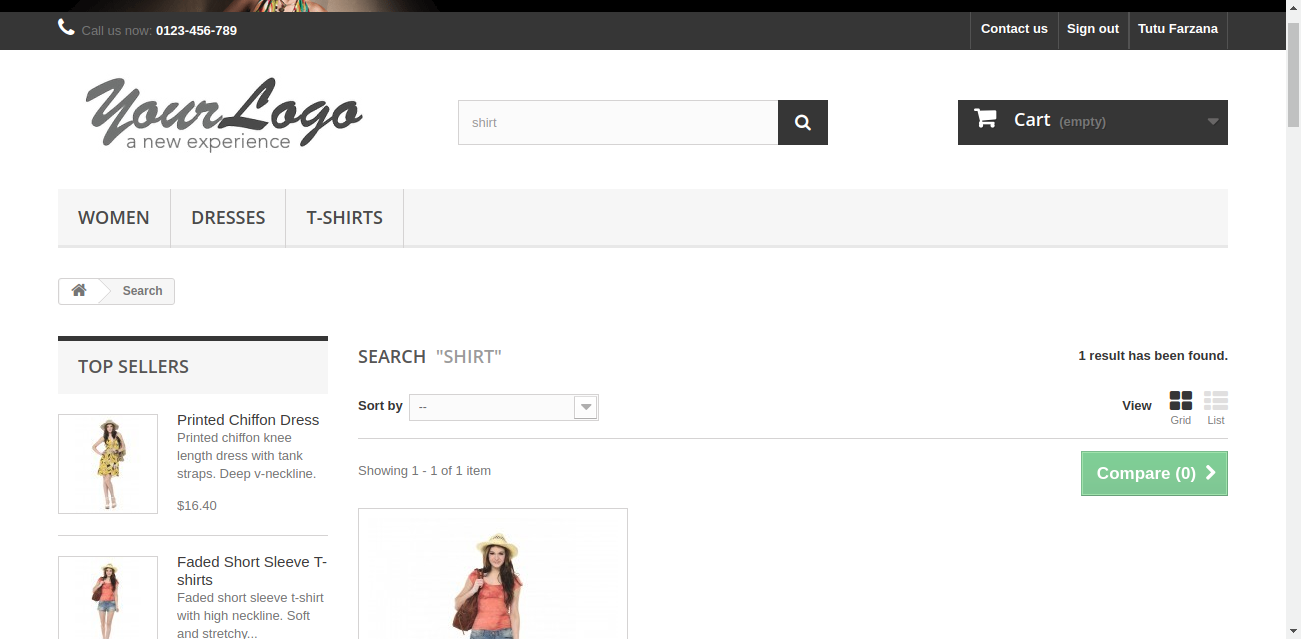 Call us now: 0123-456-789
Contact us
Sign out
Tutu Farzana
YourLogo
a new experience
shirt
Cart (empty)
WOMEN
DRESSES
T-SHIRTS
Search
TOP SELLERS
Printed Chiffon Dress
Printed chiffon knee
length dress with tank
straps. Deep v-neckline.
$16.40
Faded Short Sleeve T-
shirts
Faded short sleeve t-shirt
with high neckline. Soft
and stretchy...
SEARCH "SHIRT"
1 result has been found.
Sort by --
View
Grid
List
Showing 1 - 1 of 1 item
Compare (0)